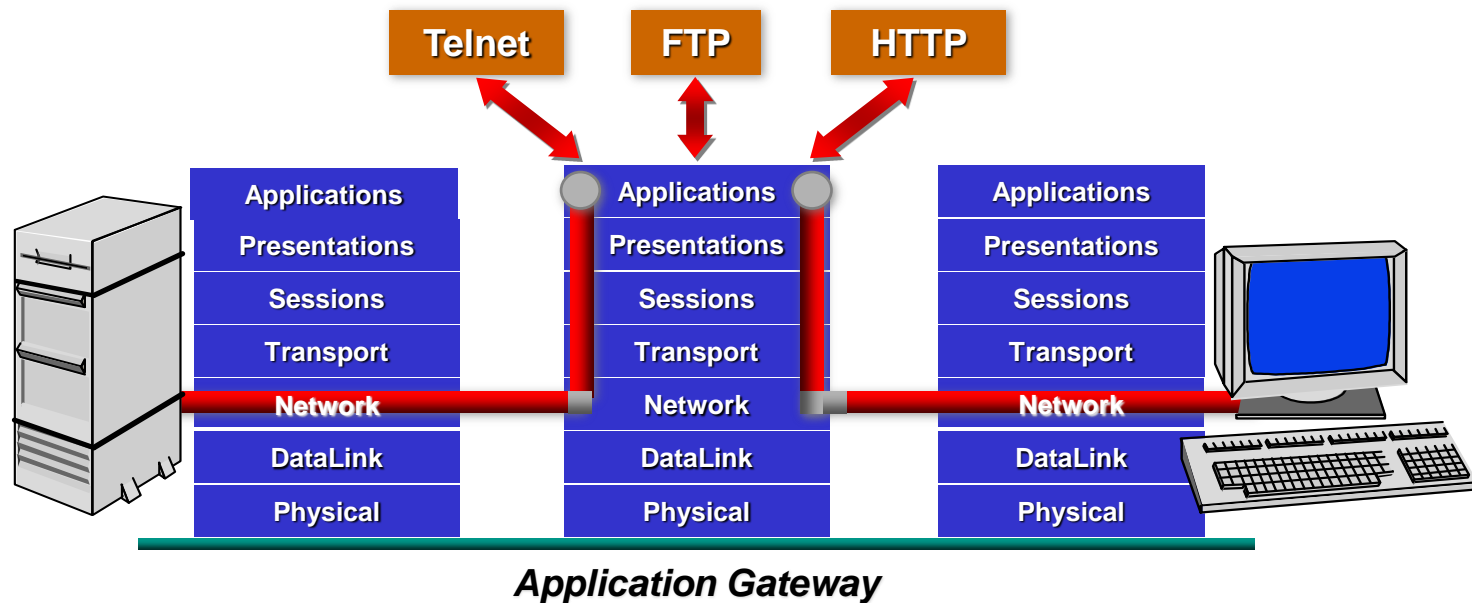 Telnet FTP HTTP
Applications Applications Applications
Presentations Presentations Presentations
Sessions Sessions Sessions
Transport Transport Transport
Network Network Network
DataLink DataLink DataLink
Physical Physical Physical
Application Gateway